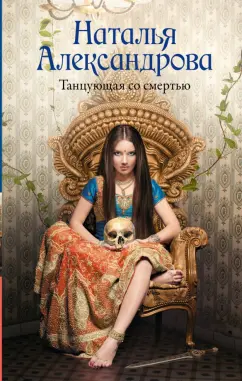 Наталья
Александрова
Танцующая со смертью